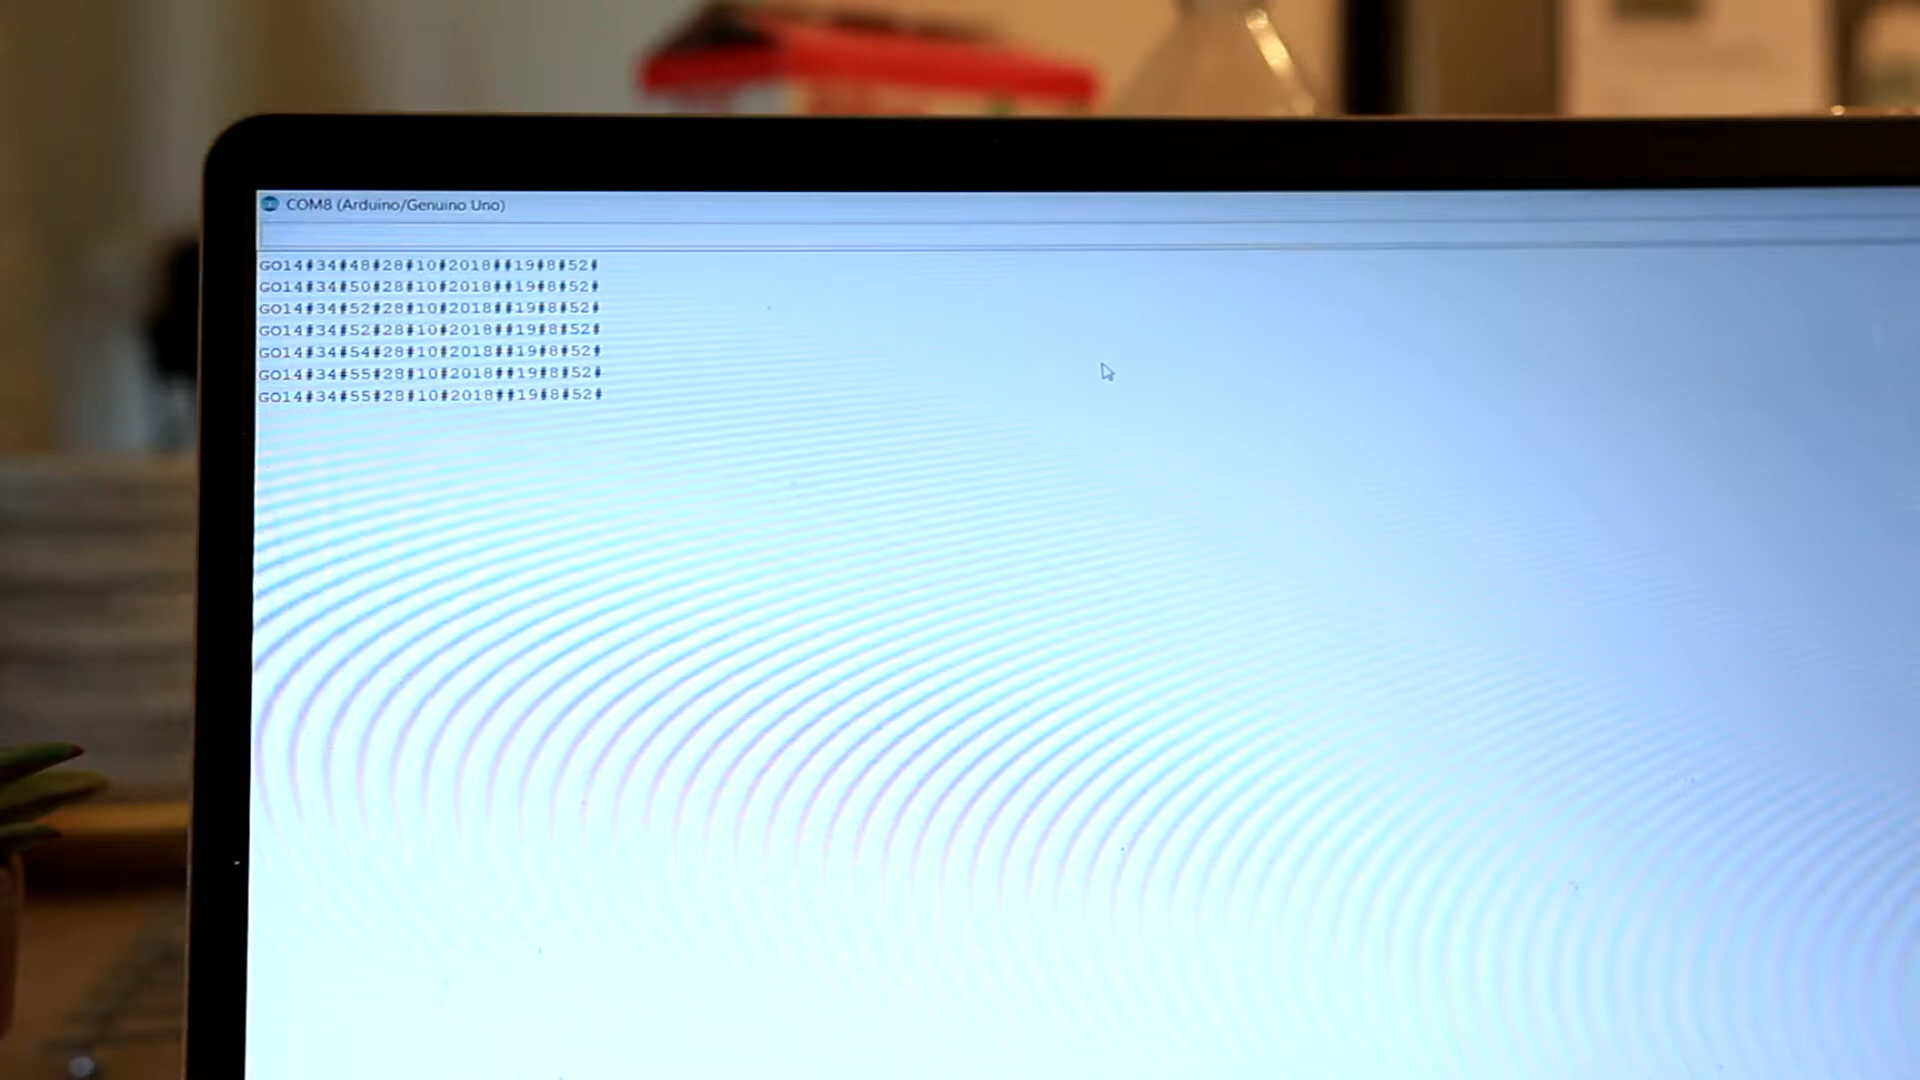 COM8 (Arduino/Genuino Uno)
GO14#34#48#28#10#2018##19#8#52#
GO14#34#50#28#10#2018##19#8#52#
GO14#34#52#28#10#2018##19#8#52#
GO14#34#52#28#10#2018##19#8#52#
GO14#34#54#28#10#2018##19#8#52#
GO14#34#55#28#10#2018##19#8#52#
GO14#34#55#28#10#2018##19#8#52#